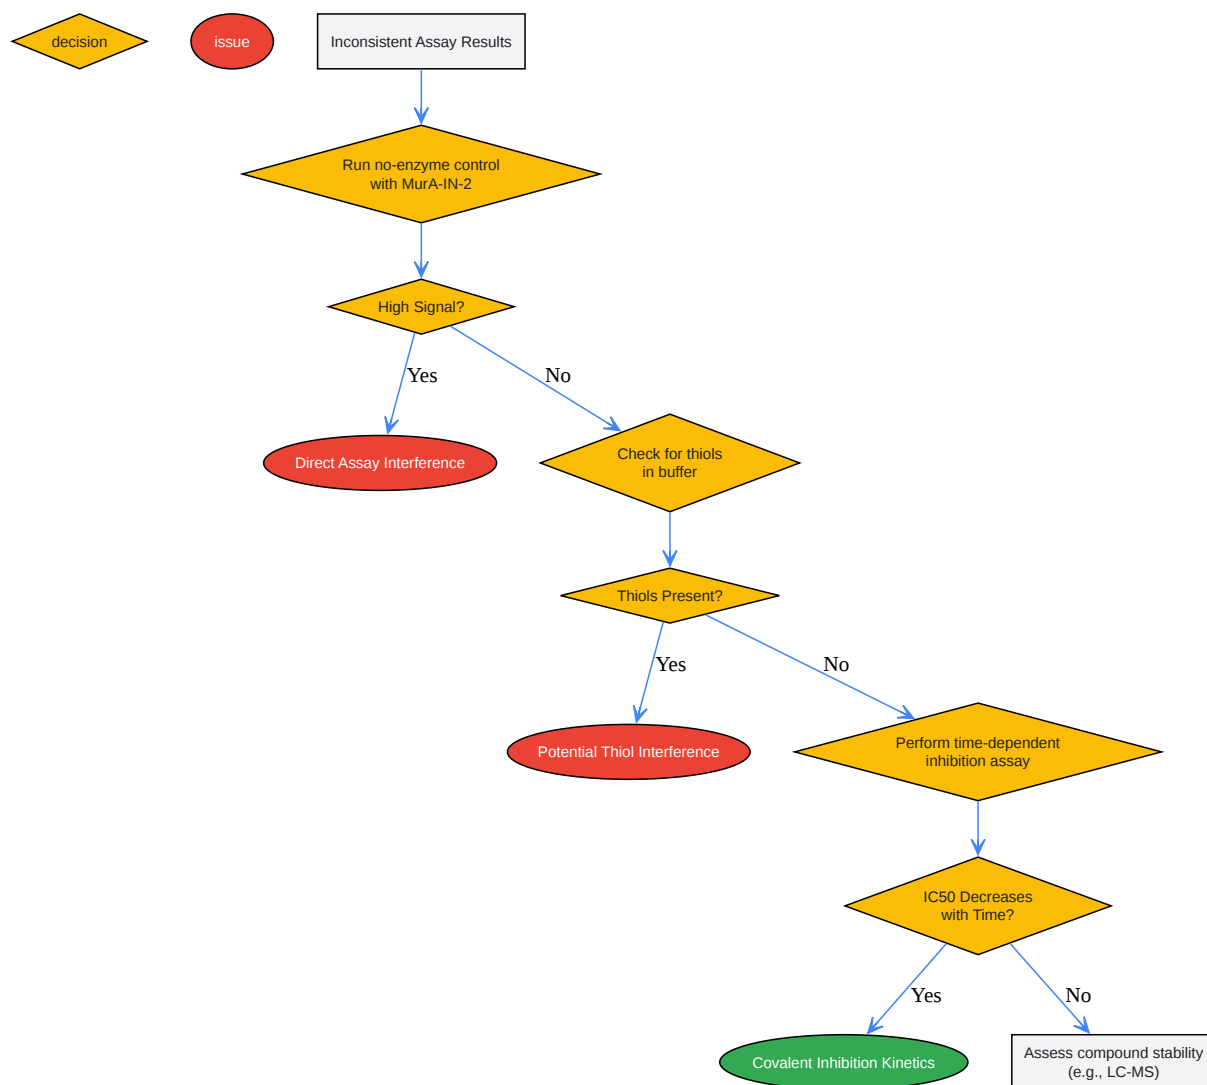 decision
issue
Inconsistent Assay Results
Run no-enzyme control
with MurA-IN-2
High Signal?
Yes
No
Direct Assay Interference
Check for thiols
in buffer
Thiols Present?
Yes
No
Potential Thiol Interference
Perform time-dependent
inhibition assay
IC50 Decreases
with Time?
Yes
No
Covalent Inhibition Kinetics
Assess compound stability
(e.g., LC-MS)